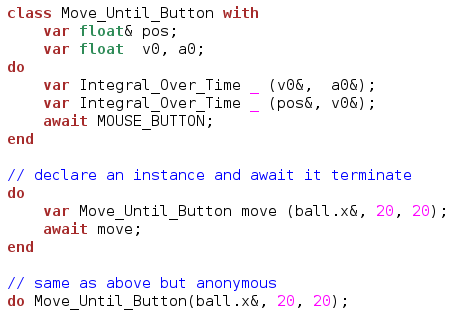 class Move_Until_Button with
    var float& pos;
    var float  v0, a0;
do
    var Integral_Over_Time _ (v0&,  a0&);
    var Integral_Over_Time _ (pos&, v0&);
    await MOUSE_BUTTON;
end

// declare an instance and await it terminate
do
    var Move_Until_Button move (ball.x&, 20, 20);
    await move;
end

// same as above but anonymous
do Move_Until_Button(ball.x&, 20, 20);